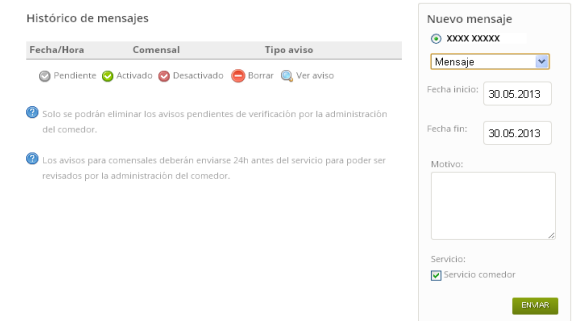 Histórico de mensajes
Fecha/Hora Comensal Tipo aviso
Pendiente Activado Desactivado Borrar Ver aviso
Solo se podrán eliminar los avisos pendientes de verificación por la administración
del comedor.
Los avisos para comensales deberán enviarse 24h antes del servicio para poder ser
revisados por la administración del comedor.
Nuevo mensaje
XXXX XXXXX
Mensaje
Fecha inicio: 30.05.2013
Fecha fin: 30.05.2013
Motivo:
Servicio:
Servicio comedor
ENVIAR